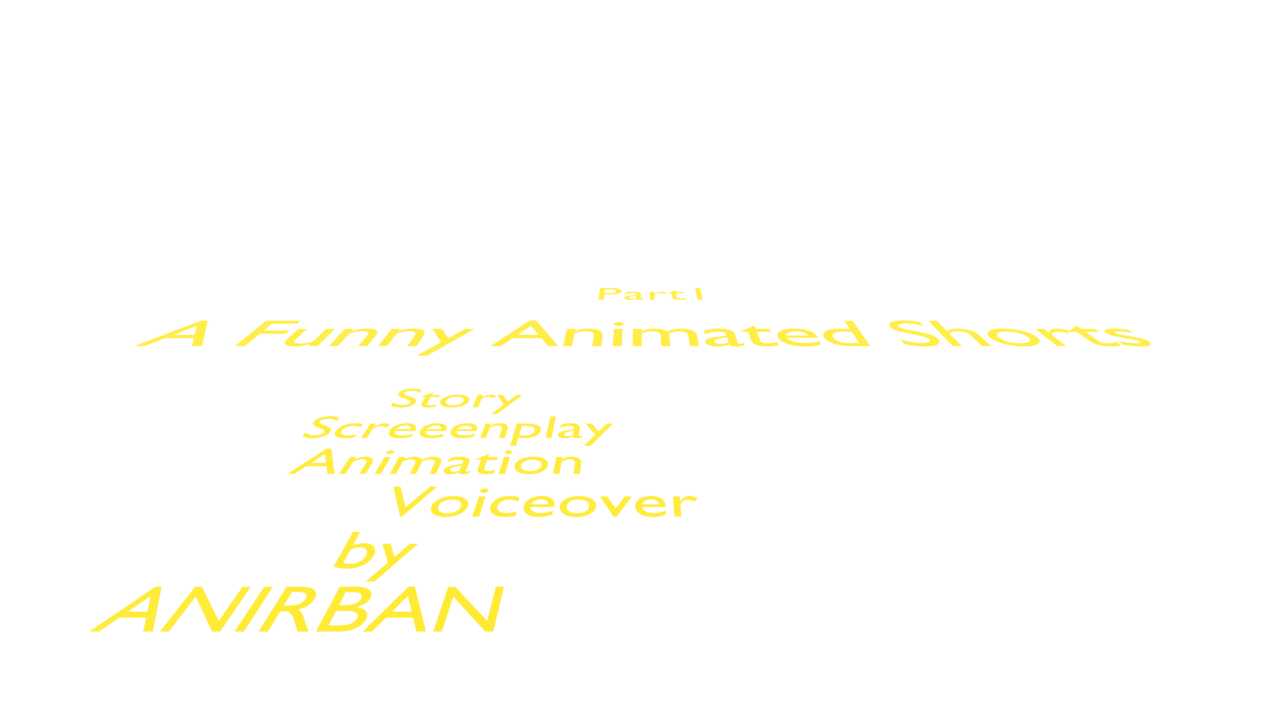 Part I
A Funny Animated Shorts
Story
Screeenplay
Animation
Voiceover
by
ANIRBAN